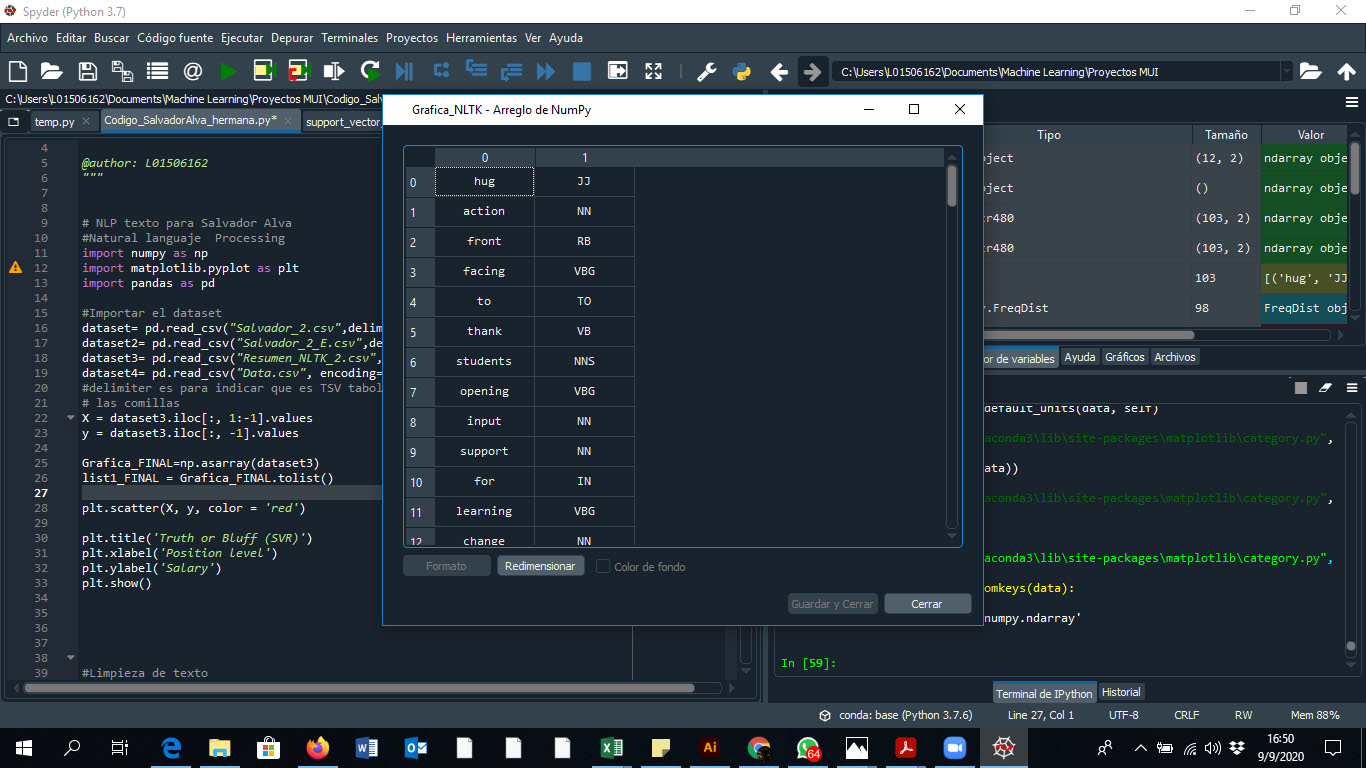 Spyder (Python 3.7)
Archivo Editar Buscar Código fuente Ejecutar Depurar Terminales Proyectos Herramientas Ver Ayuda
C:\Users\L01506162\Documents\Machine Learning\Proyectos MUI
C:\Users\L01506162\Documents\Machine Learning\Proyectos MUI\Codigo_Sal
temp.py Codigo_SalvadorAlva_hermana.py* support_vector_
4
5 @author: L01506162
6 """
7
8
9 # NLP texto para Salvador Alva
10 #Natural languaje Processing
11 import numpy as np
12 import matplotlib.pyplot as plt
13 import pandas as pd
14
15 #Importar el dataset
16 dataset= pd.read_csv("Salvador_2.csv",delim
17 dataset2= pd.read_csv("Salvador_2_E.csv",de
18 dataset3= pd.read_csv("Resumen_NLTK_2.csv",
19 dataset4= pd.read_csv("Data.csv", encoding=
20 #delimiter es para indicar que es TSV tabol
21 # las comillas
22 X = dataset3.iloc[:, 1:-1].values
23 y = dataset3.iloc[:, -1].values
24
25 Grafica_FINAL=np.asarray(dataset3)
26 list1_FINAL = Grafica_FINAL.tolist()
27
28 plt.scatter(X, y, color = 'red')
29
30 plt.title('Truth or Bluff (SVR)')
31 plt.xlabel('Position level')
32 plt.ylabel('Salary')
33 plt.show()
34
35
36
37
38
39 #Limpieza de texto
Grafica_NLTK - Arreglo de NumPy
0 1
0 hug JJ
1 action NN
2 front RB
3 facing VBG
4 to TO
5 thank VB
6 students NNS
7 opening VBG
8 input NN
9 support NN
10 for IN
11 learning VBG
12 change NN
Formato Redimensionar Color de fondo
Guardar y Cerrar Cerrar
Tipo Tamaño Valor
bject (12, 2) ndarray obje
bject () ndarray obje
tr480 (103, 2) ndarray obje
tr480 (103, 2) ndarray obje
103 [('hug', 'JJ
y.FreqDist 98 FreqDist obj
or de variables Ayuda Gráficos Archivos
default_units(data, self)
aconda3\lib\site-packages\matplotlib\category.py",
ata))
aconda3\lib\site-packages\matplotlib\category.py",
aconda3\lib\site-packages\matplotlib\category.py",
omkeys(data):
numpy.ndarray'
In [59]:
Terminal de IPython Historial
conda: base (Python 3.7.6) Line 27, Col 1 UTF-8 CRLF RW Mem 88%
64
16:50
9/9/2020